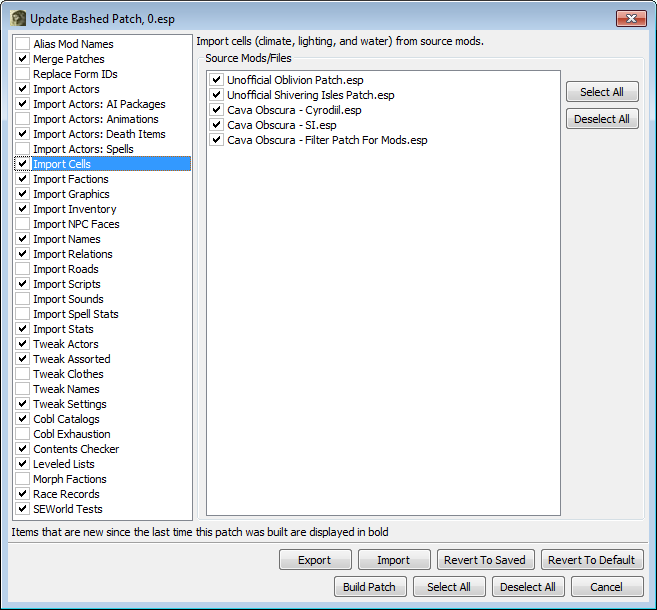 Update Bashed Patch, 0.esp
Alias Mod Names
Merge Patches
Replace Form IDs
Import Actors
Import Actors: AI Packages
Import Actors: Animations
Import Actors: Death Items
Import Actors: Spells
Import Cells
Import Factions
Import Graphics
Import Inventory
Import NPC Faces
Import Names
Import Relations
Import Roads
Import Scripts
Import Sounds
Import Spell Stats
Import Stats
Tweak Actors
Tweak Assorted
Tweak Clothes
Tweak Names
Tweak Settings
Cobl Catalogs
Cobl Exhaustion
Contents Checker
Leveled Lists
Morph Factions
Race Records
SEWorld Tests
Import cells (climate, lighting, and water) from source mods.
Source Mods/Files
Unofficial Oblivion Patch.esp
Unofficial Shivering Isles Patch.esp
Cava Obscura - Cyrodiil.esp
Cava Obscura - SI.esp
Cava Obscura - Filter Patch For Mods.esp
Select All
Deselect All
Items that are new since the last time this patch was built are displayed in bold
Export Import Revert To Saved Revert To Default
Build Patch Select All Deselect All Cancel